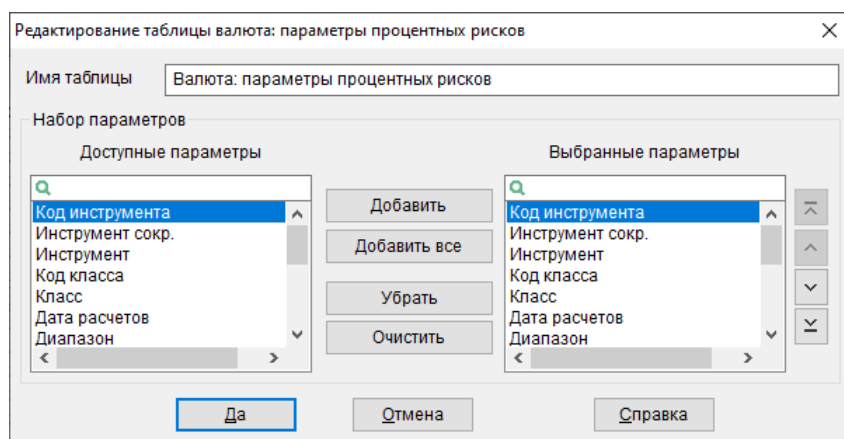 Редактирование таблицы валюта: параметры процентных рисков
Имя таблицы
Валюта: параметры процентных рисков
Набор параметров
Доступные параметры
Код инструмента
Инструмент сокр.
Инструмент
Код класса
Класс
Дата расчетов
Диапазон
Добавить
Добавить все
Убрать
Очистить
Выбранные параметры
Код инструмента
Инструмент сокр.
Инструмент
Код класса
Класс
Дата расчетов
Диапазон
Да
Отмена
Справка